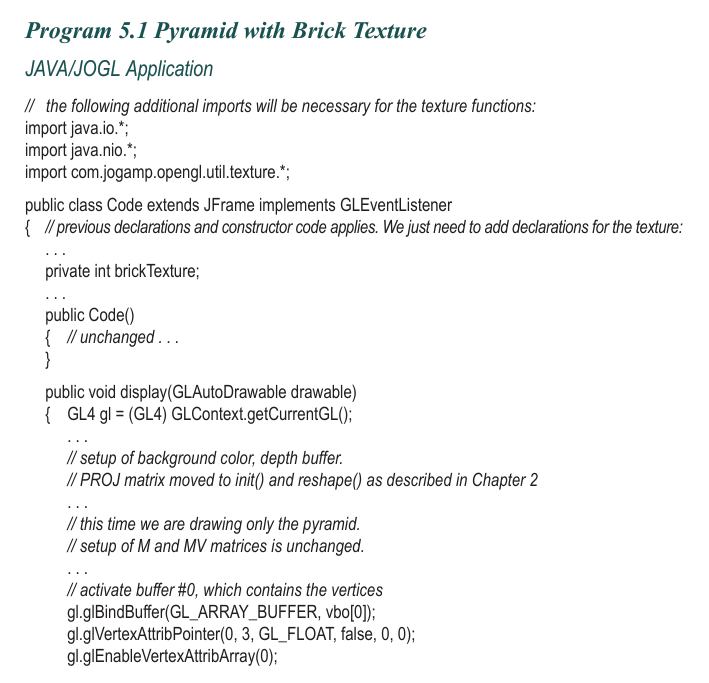 Program 5.1 Pyramid with Brick Texture
JAVA/JOGL Application
// the following additional imports will be necessary for the texture functions:
import java.io.*;
import java.nio.*;
import com.jogamp.opengl.util.texture.*;
public class Code extends JFrame implements GLEventListener
{ // previous declarations and constructor code applies. We just need to add declarations for the texture:
. . .
private int brickTexture;
. . .
public Code()
{ // unchanged . . .
}
public void display(GLAutoDrawable drawable)
{ GL4 gl = (GL4) GLContext.getCurrentGL();
. . .
// setup of background color, depth buffer.
// PROJ matrix moved to init() and reshape() as described in Chapter 2
. . .
// this time we are drawing only the pyramid.
// setup of M and MV matrices is unchanged.
. . .
// activate buffer #0, which contains the vertices
gl.glBindBuffer(GL_ARRAY_BUFFER, vbo[0]);
gl.glVertexAttribPointer(0, 3, GL_FLOAT, false, 0, 0);
gl.glEnableVertexAttribArray(0);